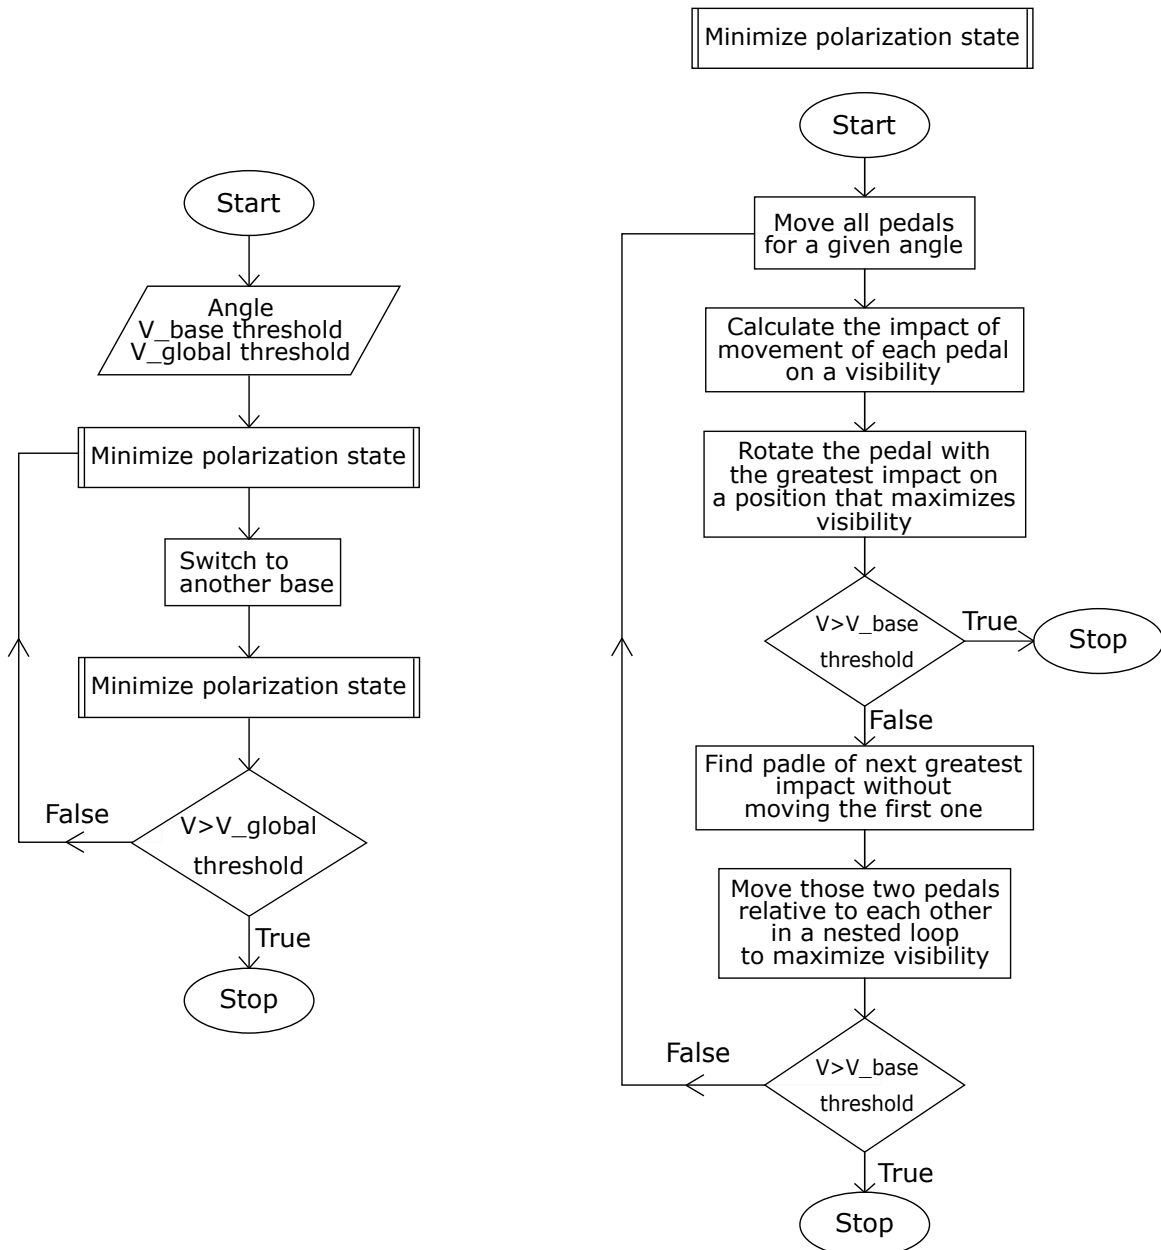 Start
Angle
V_base threshold
V_global threshold
Minimize polarization state
Switch to
another base
Minimize polarization state
V>V_global
threshold
False
True
Stop
Minimize polarization state
Start
Move all pedals
for a given angle
Calculate the impact of
movement of each pedal
on a visibility
Rotate the pedal with
the greatest impact on
a position that maximizes
visibility
V>V_base
threshold
True
Stop
False
Find padle of next greatest
impact without
moving the first one
Move those two pedals
relative to each other
in a nested loop
to maximize visibility
V>V_base
threshold
False
True
Stop